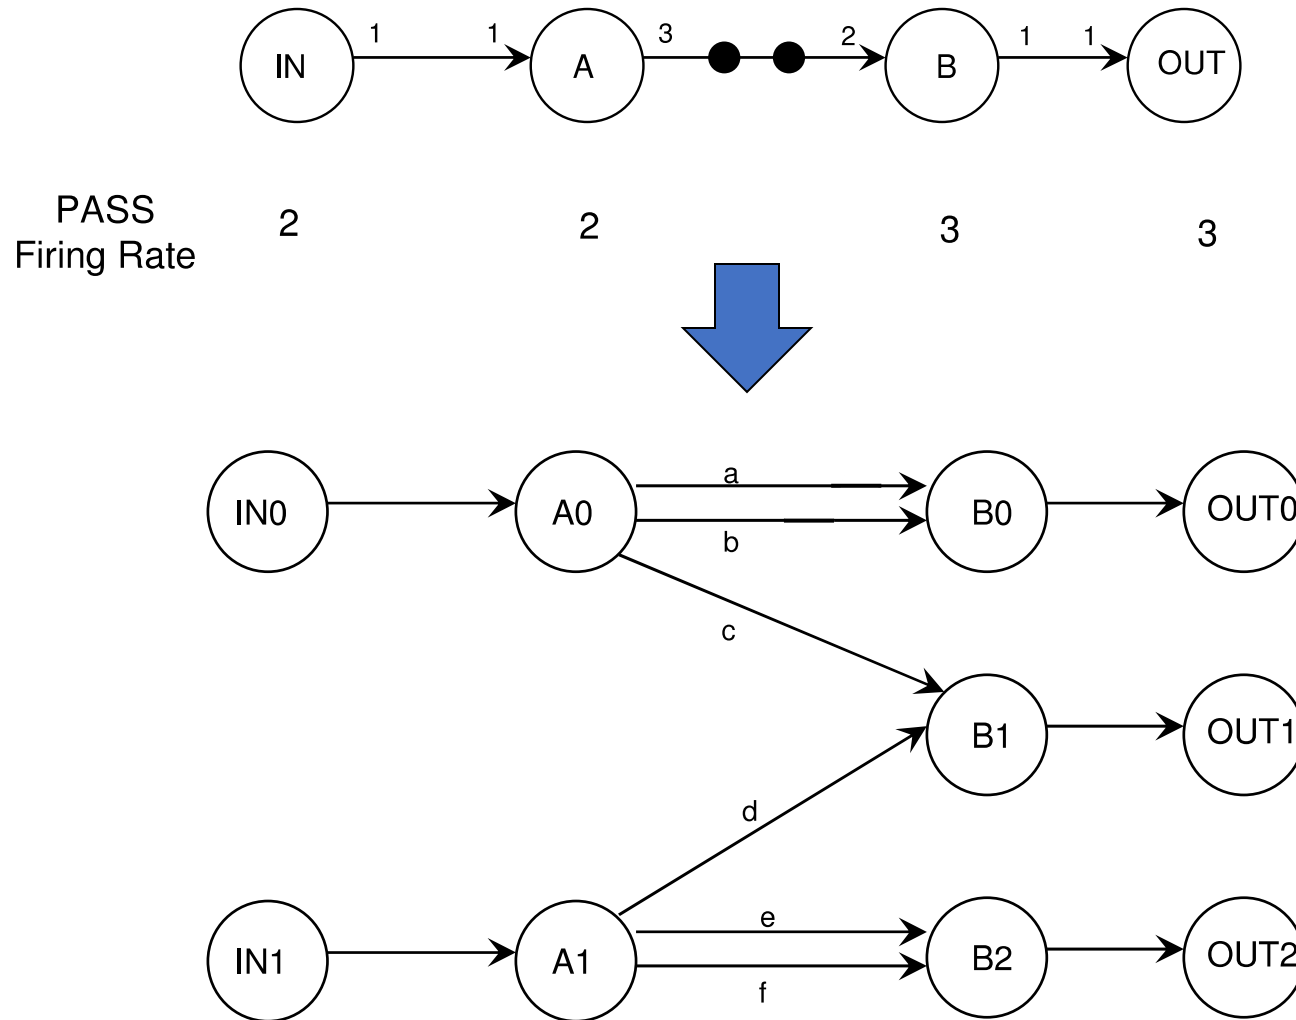 1 1 3 2 1 1
IN A B OUT
PASS
Firing Rate
2 2 3 3
IN0 A0 a B0 OUT0
b
c
B1 OUT1
d
IN1 A1 e B2 OUT2
f